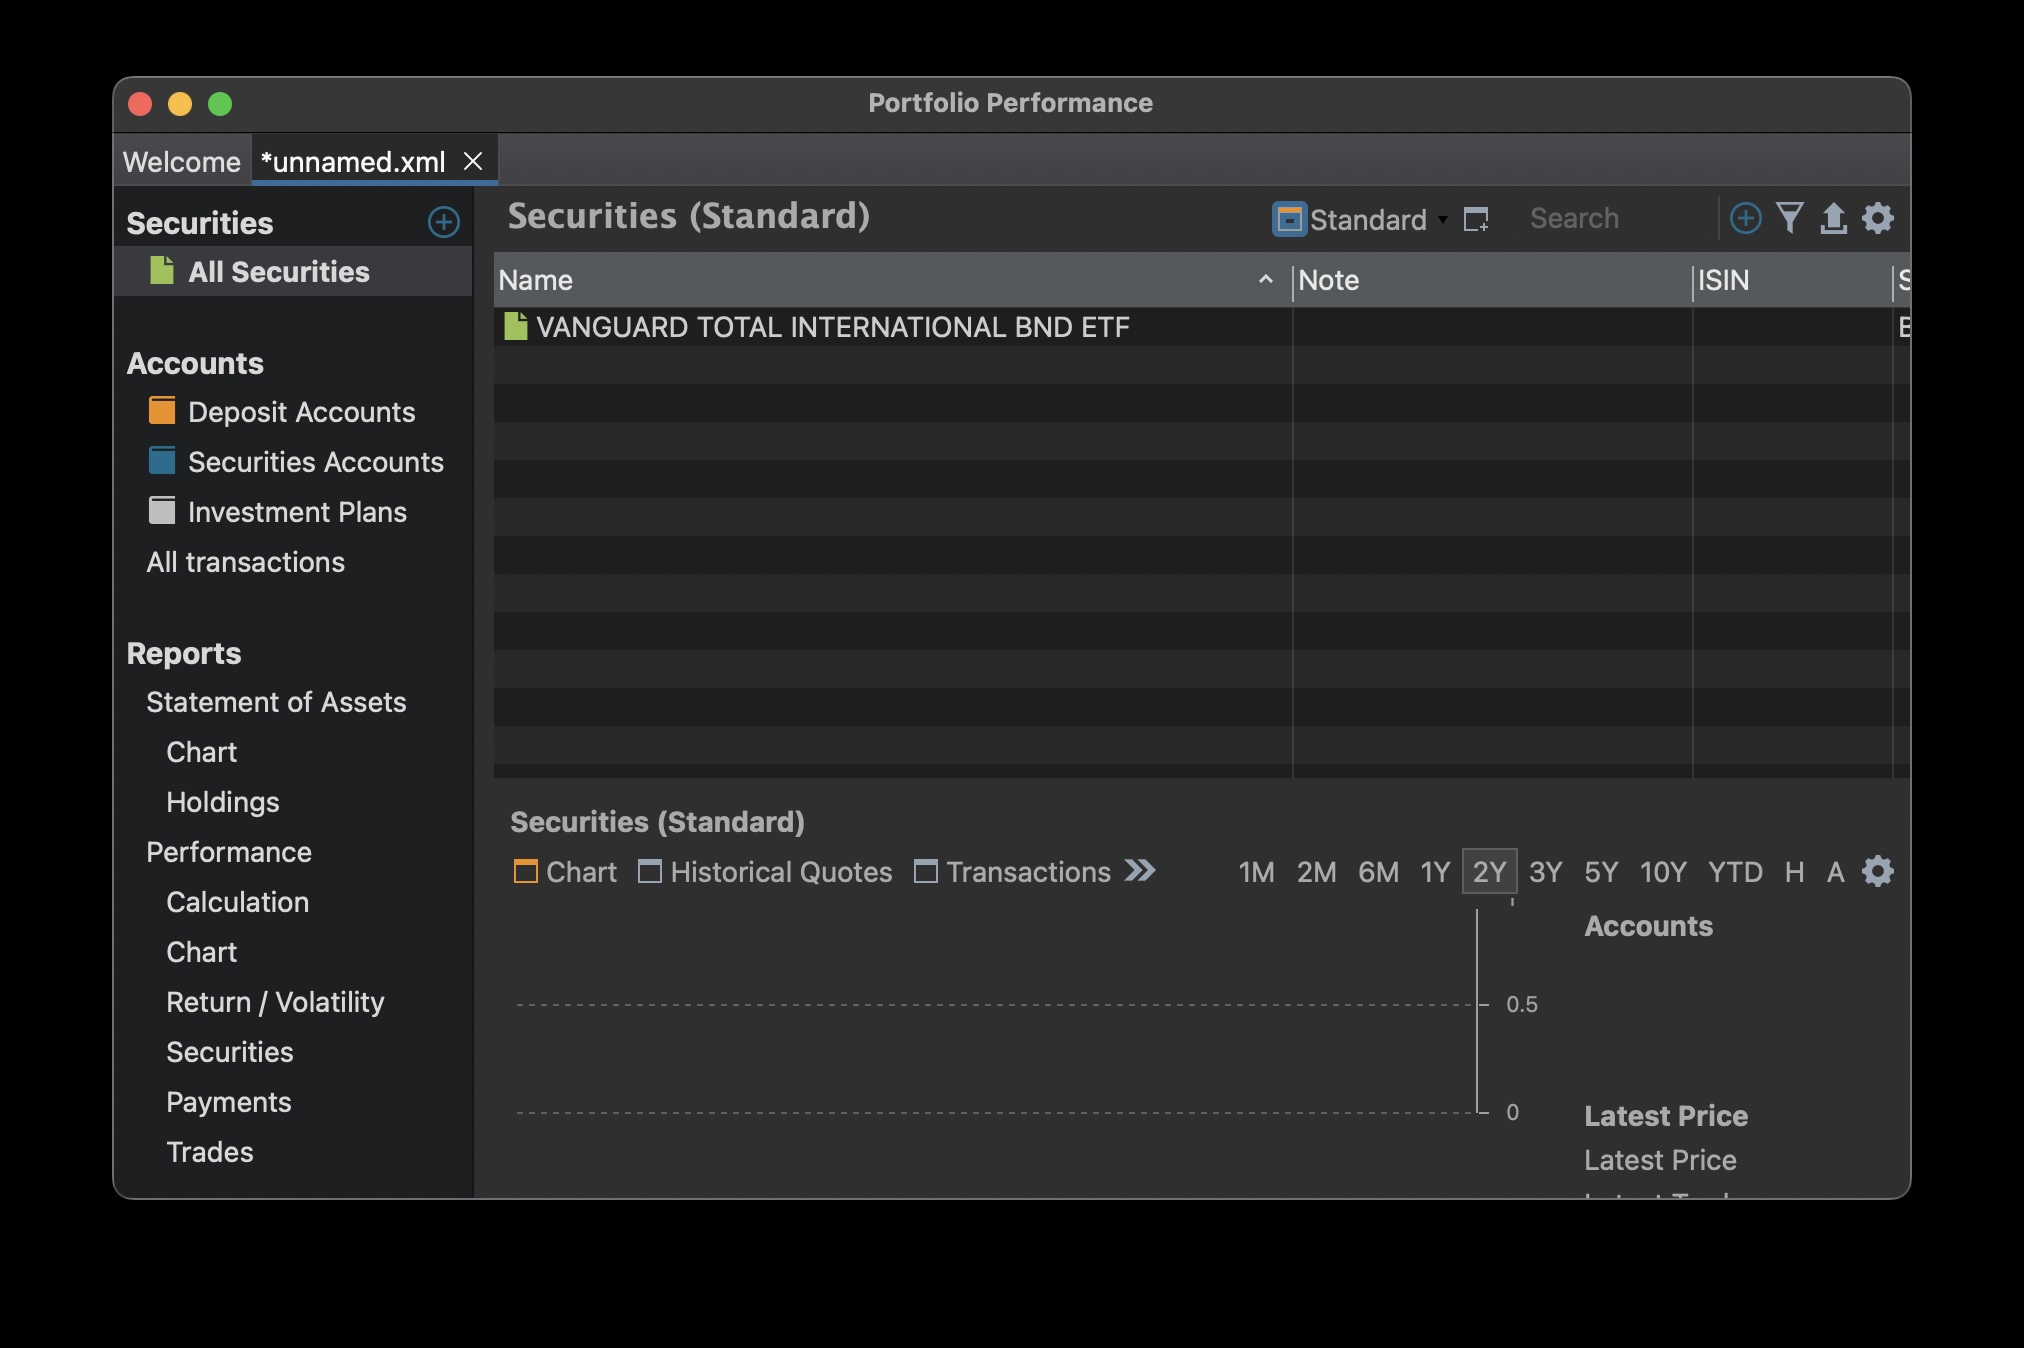 Portfolio Performance
Welcome *unnamed.xml
Securities
All Securities
Accounts
Deposit Accounts
Securities Accounts
Investment Plans
All transactions
Reports
Statement of Assets
Chart
Holdings
Performance
Calculation
Chart
Return / Volatility
Securities
Payments
Trades
Securities (Standard) Standard Search
Name Note ISIN
VANGUARD TOTAL INTERNATIONAL BND ETF
Securities (Standard)
Chart Historical Quotes Transactions 1M 2M 6M 1Y 2Y 3Y 5Y 10Y YTD H A
0.5
0
Accounts
Latest Price
Latest Price